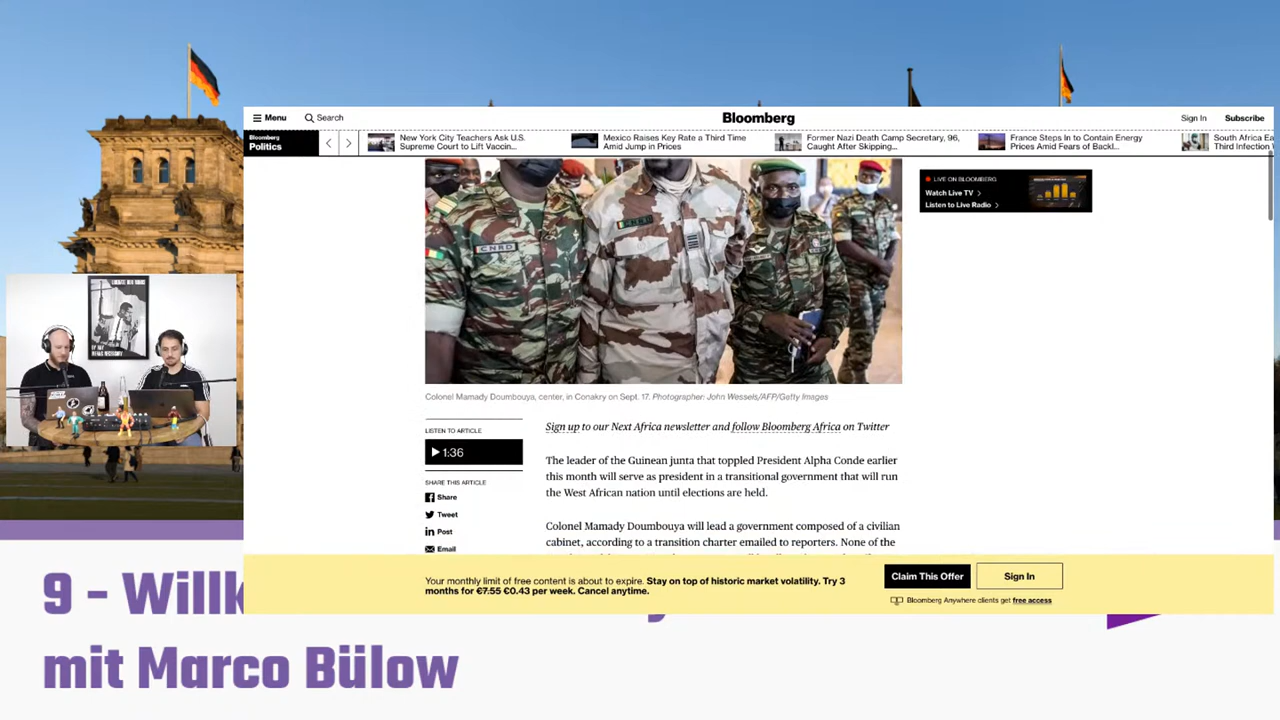 Menu
Search
Bloomberg
Sign In
Subscribe
Bloomberg
Politics
New York City Teachers Ask U.S.
Supreme Court to Lift Vaccin...
Mexico Raises Key Rate a Third Time
Amid Jump in Prices
Former Nazi Death Camp Secretary, 96,
Caught After Skipping...
France Steps In to Contain Energy
Prices Amid Fears of Backl...
South Africa Ea
Third Infection
LIVE ON BLOOMBERG
Watch Live TV
Listen to Live Radio
CNRD
Colonel Mamady Doumbouya, center, in Conakry on Sept. 17. Photographer: John Wessels/AFP/Getty Images
LISTEN TO ARTICLE
1:36
SHARE THIS ARTICLE
Share
Tweet
Post
Email
Sign up to our Next Africa newsletter and follow Bloomberg Africa on Twitter
The leader of the Guinean junta that toppled President Alpha Conde earlier
this month will serve as president in a transitional government that will run
the West African nation until elections are held.
Colonel Mamady Doumbouya will lead a government composed of a civilian
cabinet, according to a transition charter emailed to reporters. None of the
Your monthly limit of free content is about to expire. Stay on top of historic market volatility. Try 3
months for €7.55 €0.43 per week. Cancel anytime.
Claim This Offer
Sign In
Bloomberg Anywhere clients get free access
9 - Willk
mit Marco Bülow